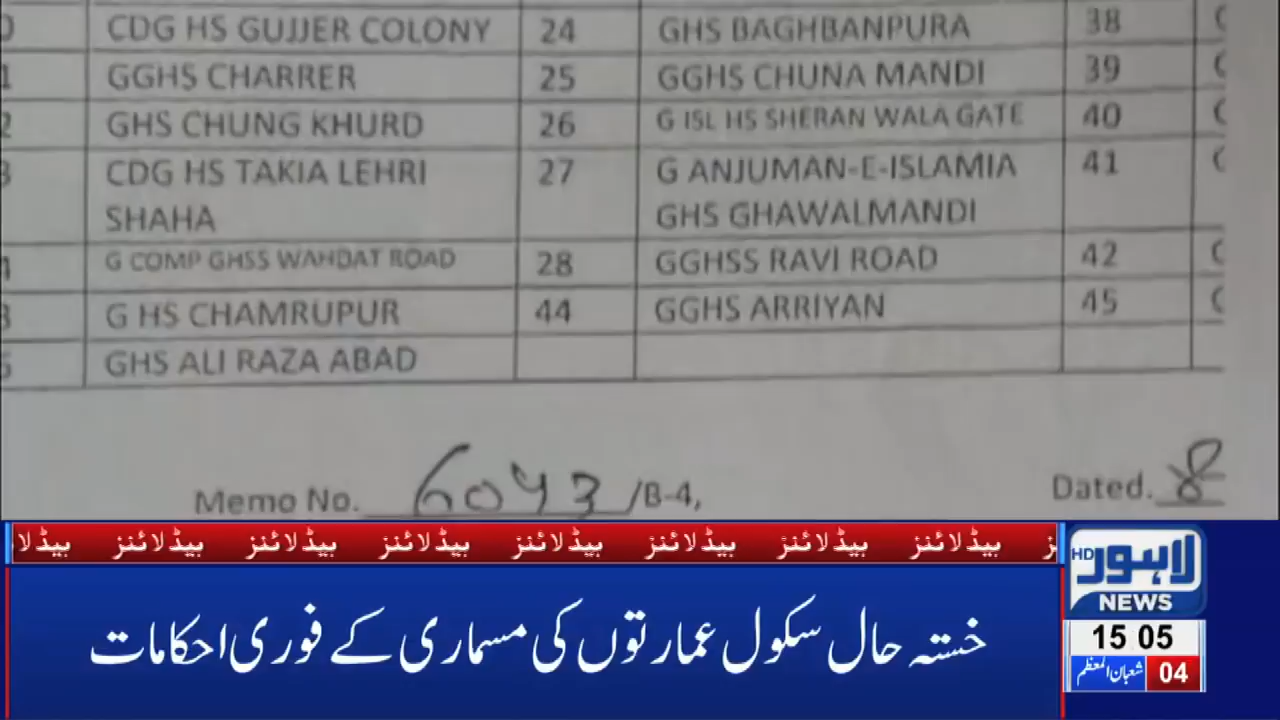 CDG HS GUJJER COLONY 24 GHS BAGHBANPURA 38
GGHS CHARRER 25 GGHS CHUNA MANDI 39
GHS CHUNG KHURD 26 G ISL HS SHERAN WALA GATE 40
CDG HS TAKIA LEHRI 27 G ANJUMAN-E-ISLAMIA 41
SHAHA GHS GHAWALMANDI
G COMP GHSS WAHDAT ROAD 28 GGHSS RAVI ROAD 42
G HS CHAMRUPUR 44 GGHS ARRIYAN 45
GHS ALI RAZA ABAD
Memo No. 6043 /B-4, Dated. 8
ہیڈلائنز ہیڈلائنز ہیڈلائنز ہیڈلائنز ہیڈلائنز ہیڈلائنز ہیڈلائنز
لاہور HD
NEWS
خستہ حال سکول عمارتوں کی مسماری کے فوری احکامات
15 05
04 شعبان المعظم